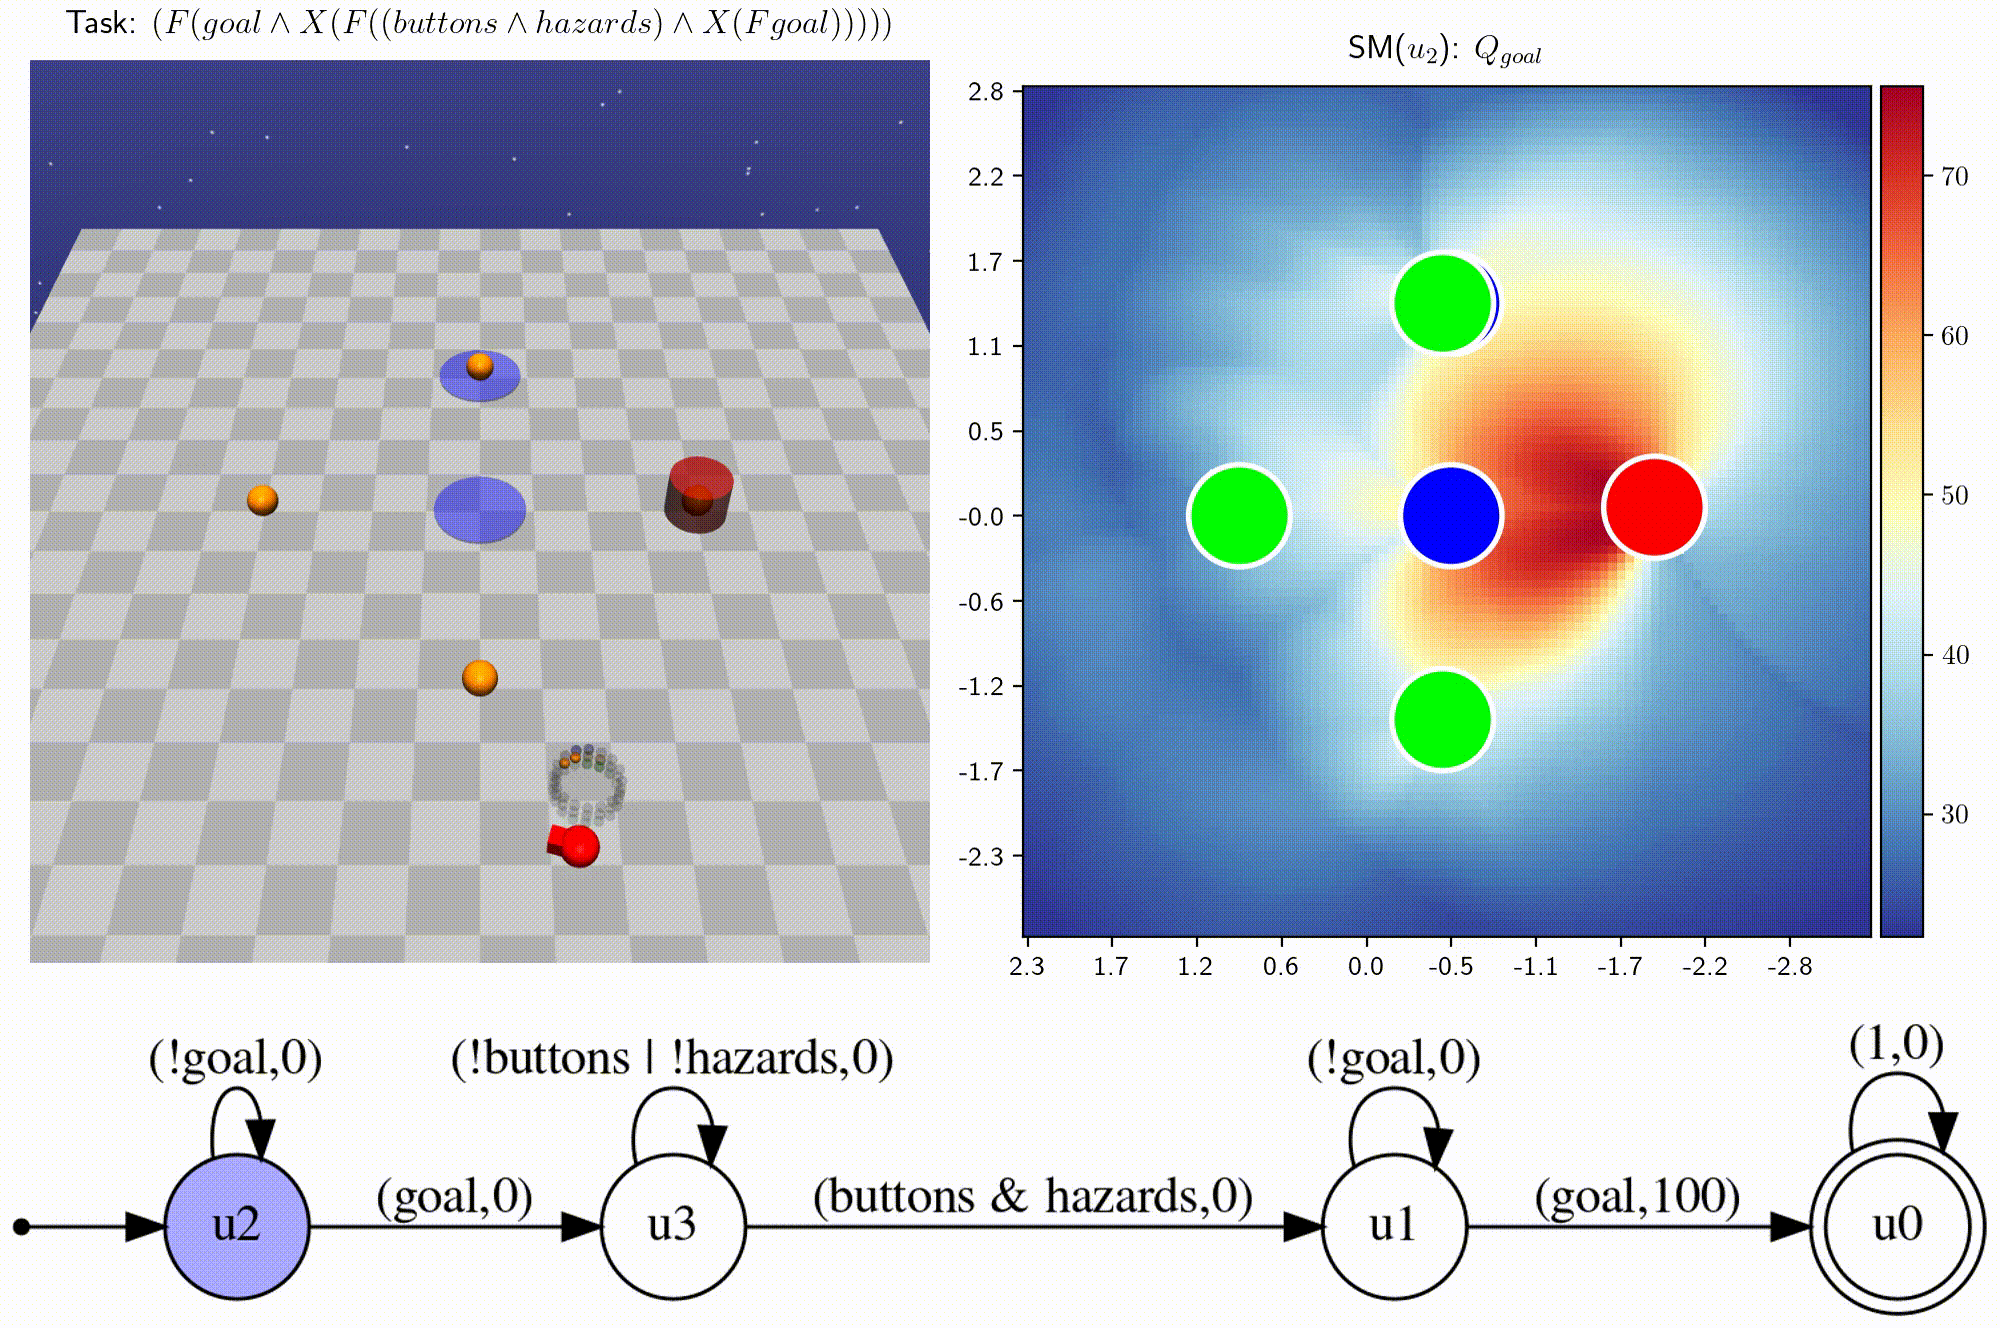 Task: (F(goal ∧ X(F((buttons ∧ hazards) ∧ X(Fgoal)))))
SM(u₂): Q_goal
2.8
2.2
1.7
1.1
0.5
-0.0
-0.6
-1.2
-1.7
-2.3
2.3 1.7 1.2 0.6 0.0 -0.5 -1.1 -1.7 -2.2 -2.8
70
60
50
40
30
(!goal,0) (!buttons | !hazards,0) (!goal,0) (1,0)
(goal,0) (buttons & hazards,0) (goal,100)
u2 u3 u1 u0